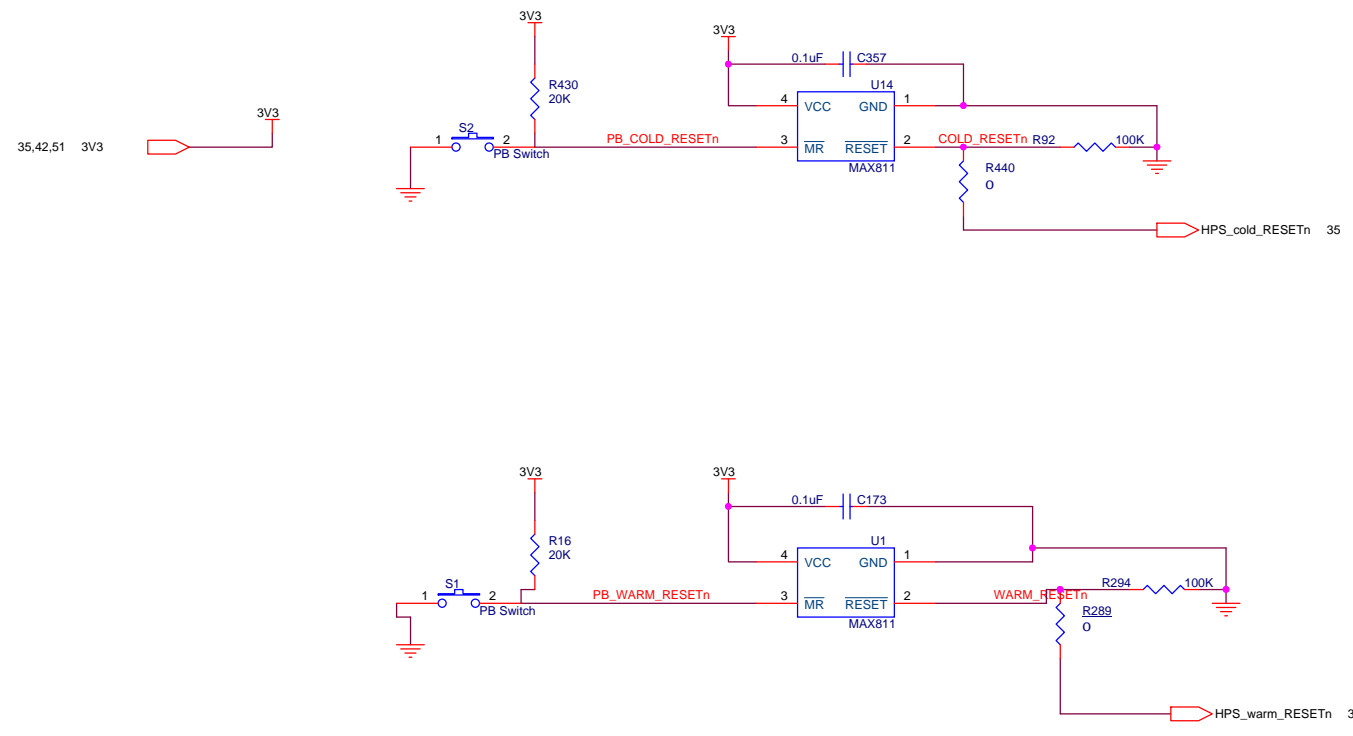 3V3
3V3
0.1uF C357
R430
20K
U14
3V3
4 VCC GND 1
S2
1 2
PB_COLD_RESETn
3 MR RESET 2
COLD_RESETn R92 100K
35,42,51 3V3
PB Switch
MAX811
R440
0
HPS_cold_RESETn 35
3V3
3V3
0.1uF C173
R16
20K
U1
4 VCC GND 1
S1
1 2
PB_WARM_RESETn
3 MR RESET 2
WARM_RESETn
R294 100K
PB Switch
MAX811
R289
0
HPS_warm_RESETn 3